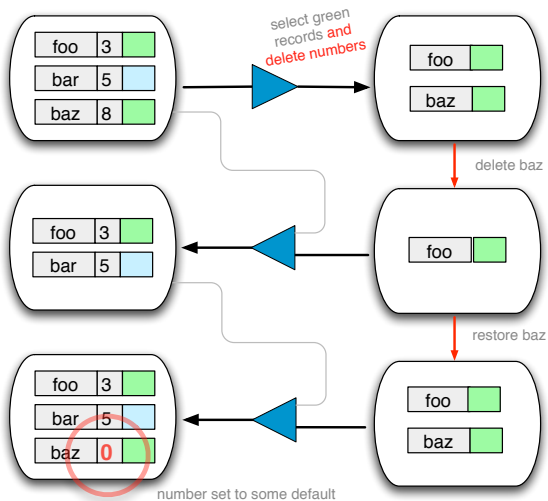 select green
records and
delete numbers
foo 3
bar 5
baz 8
foo
baz
delete baz
foo 3
bar 5
foo
restore baz
foo 3
bar 5
baz 0
foo
baz
number set to some default